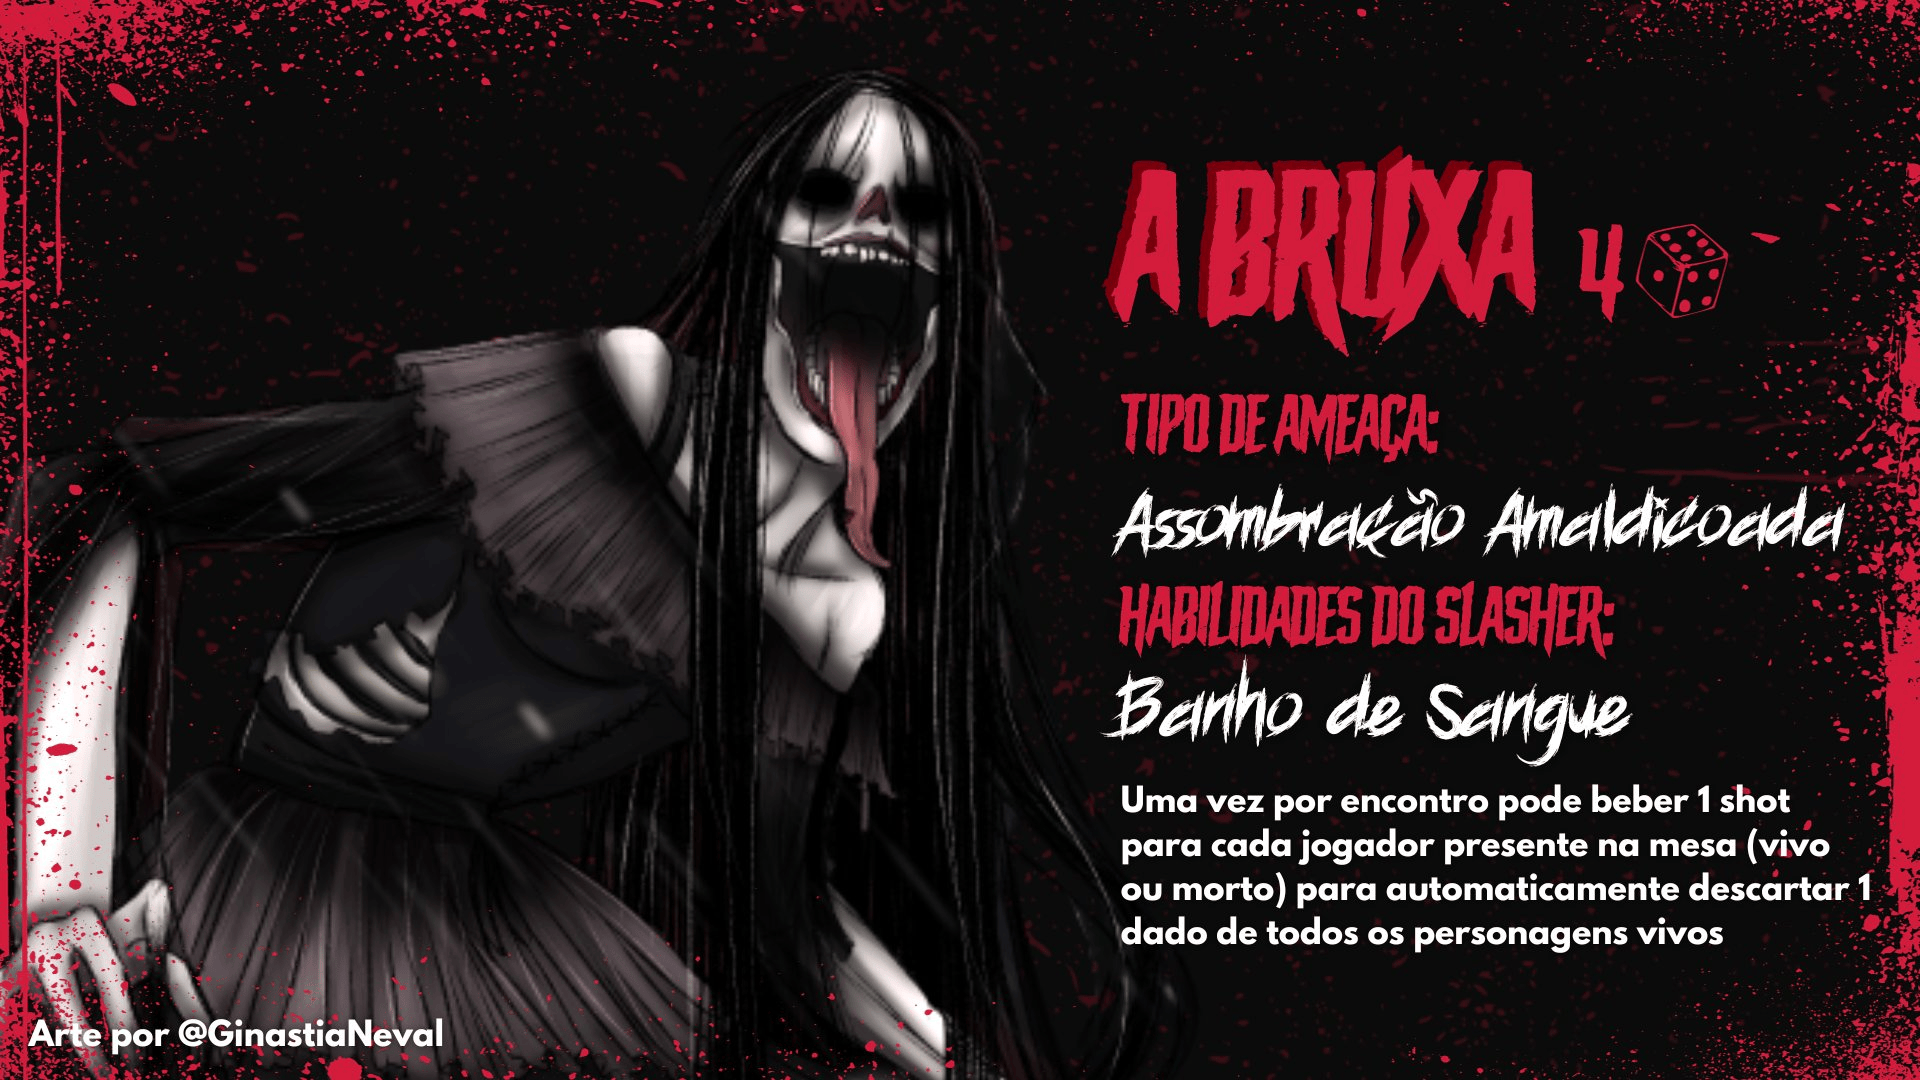 A BRUXA 4
TIPO DE AMEAÇA:
Assombração Amaldiçoada
HABILIDADES DO SLASHER:
Banho de Sangue
Uma vez por encontro pode beber 1 shot
para cada jogador presente na mesa (vivo
ou morto) para automaticamente descartar 1
dado de todos os personagens vivos
Arte por @GinastiaNeval